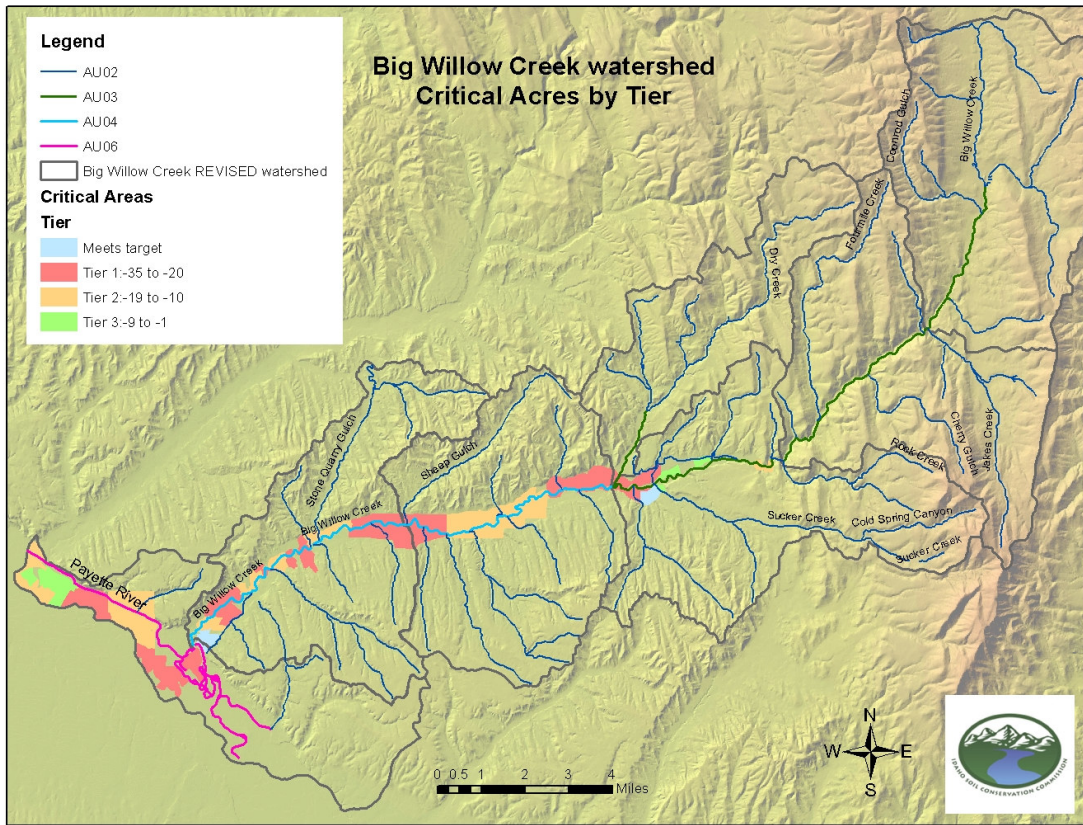 Big Willow Creek watershed
Critical Acres by Tier
Legend
AU02
AU03
AU04
AU06
Big Willow Creek REVISED watershed
Critical Areas
Tier
Meets target
Tier 1:-35 to -20
Tier 2:-19 to -10
Tier 3:-9 to -1
Coonrod Gulch
Big Willow Creek
Fourmile Creek
Dry Creek
Stone Quarry Gulch
Sheep Gulch
Cherry Gulch
Jakes Creek
Rock Creek
Big Willow Creek
Sucker Creek
Cold Spring Canyon
Sucker Creek
Payette River
Big Willow Creek
N
W
E
S
0 0.5 1 2 3 4
Miles
IDAHO SOIL CONSERVATION COMMISSION